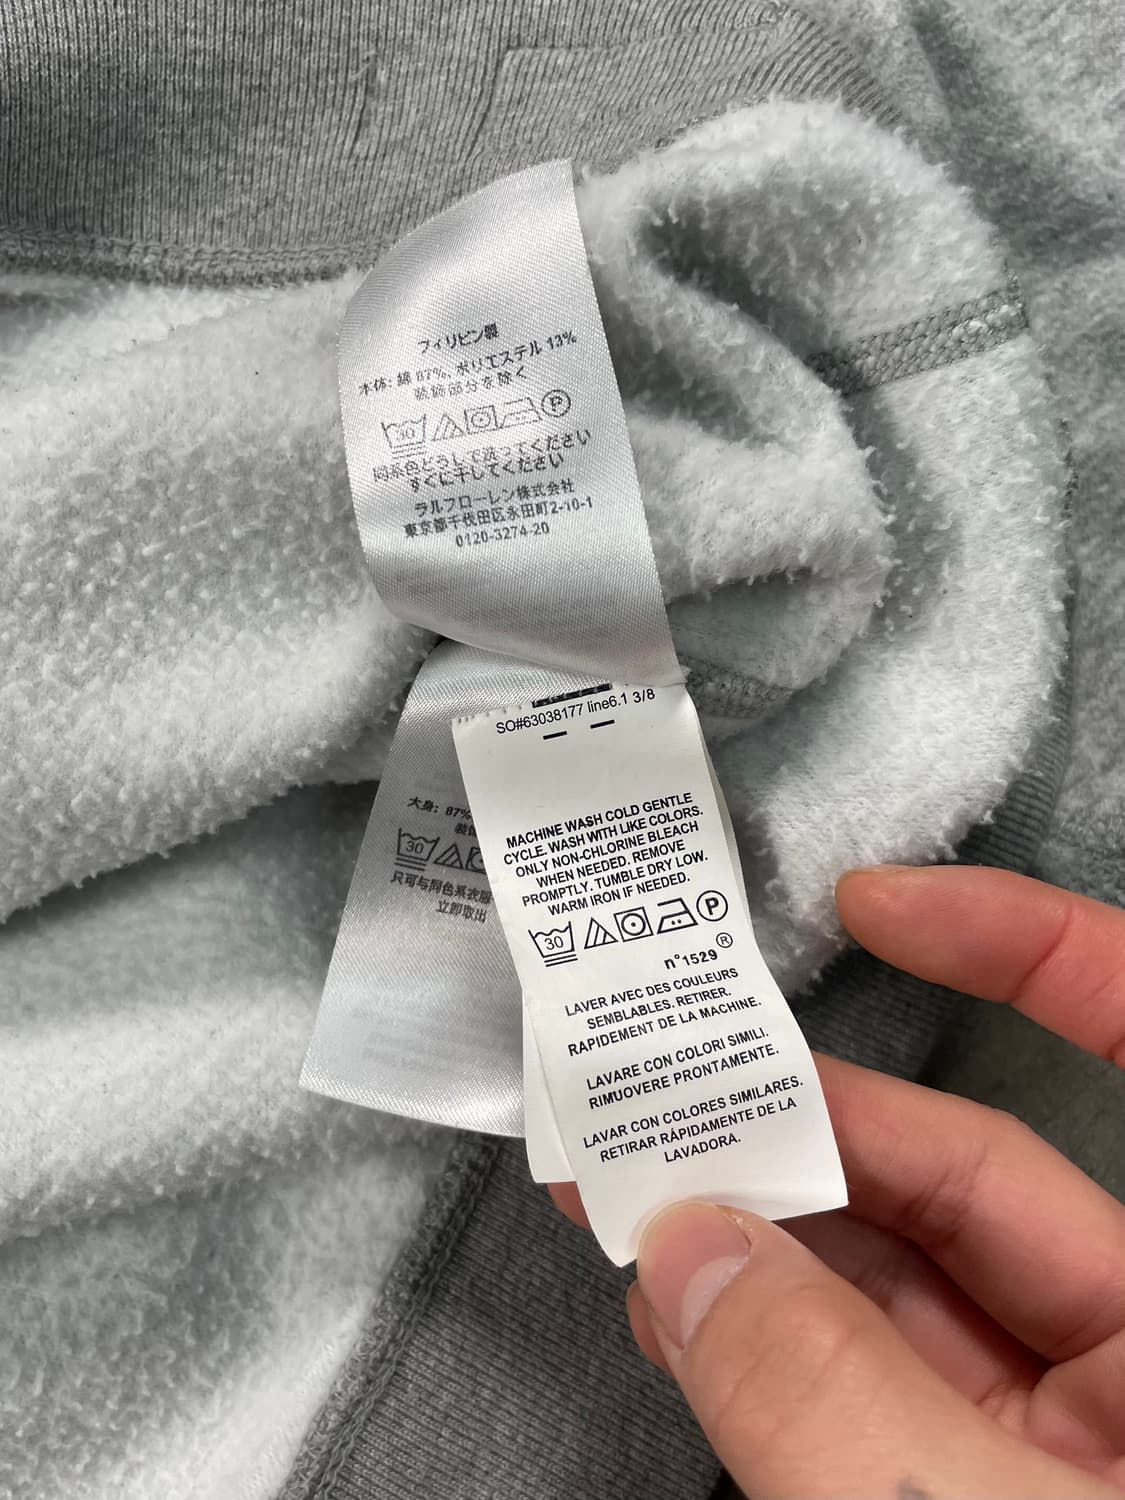 フィリピン製
本体: 綿 87%, ポリエステル 13%
装飾部分を除く
30 P
同系色どうしで洗ってください
すぐに干してください
ラルフローレン株式会社
東京都千代田区永田町2-10-1
0120-3274-20
SO#63038177 line6.1 3/8
大身: 87%
装饰
30
只可与同色系衣服
立即取出
MACHINE WASH COLD GENTLE
CYCLE. WASH WITH LIKE COLORS.
ONLY NON-CHLORINE BLEACH
WHEN NEEDED. REMOVE
PROMPTLY. TUMBLE DRY LOW.
WARM IRON IF NEEDED.
30 P
n°1529 ®
LAVER AVEC DES COULEURS
SEMBLABLES. RETIRER.
RAPIDEMENT DE LA MACHINE.
LAVARE CON COLORI SIMILI.
RIMUOVERE PRONTAMENTE.
LAVAR CON COLORES SIMILARES.
RETIRAR RÁPIDAMENTE DE LA
LAVADORA.